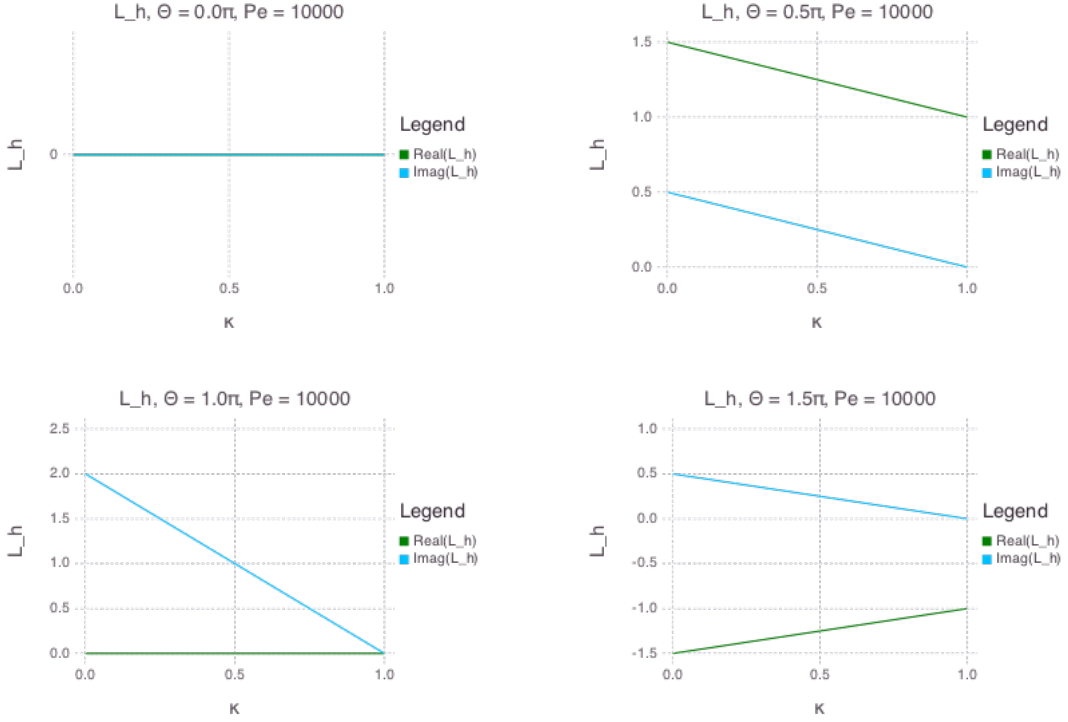 L_h, Θ = 0.0π, Pe = 10000
L_h
0
0.0 0.5 1.0
κ
Legend
Real(L_h)
Imag(L_h)
L_h, Θ = 0.5π, Pe = 10000
L_h
1.5
1.0
0.5
0.0
0.0 0.5 1.0
κ
Legend
Real(L_h)
Imag(L_h)
L_h, Θ = 1.0π, Pe = 10000
L_h
2.5
2.0
1.5
1.0
0.5
0.0
0.0 0.5 1.0
κ
Legend
Real(L_h)
Imag(L_h)
L_h, Θ = 1.5π, Pe = 10000
L_h
1.0
0.5
0.0
-0.5
-1.0
-1.5
0.0 0.5 1.0
κ
Legend
Real(L_h)
Imag(L_h)